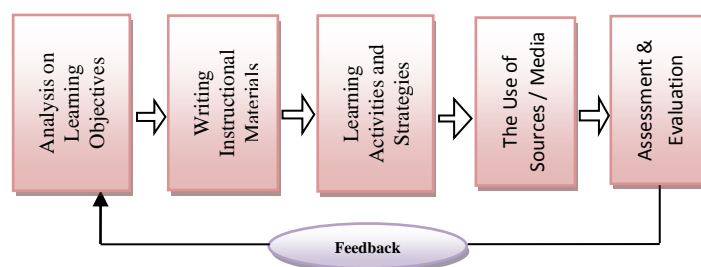 Analysis on
Learning
Objectives
Writing
Instructional
Materials
Learning
Activities and
Strategies
The Use of
Sources / Media
Assessment &
Evaluation
Feedback